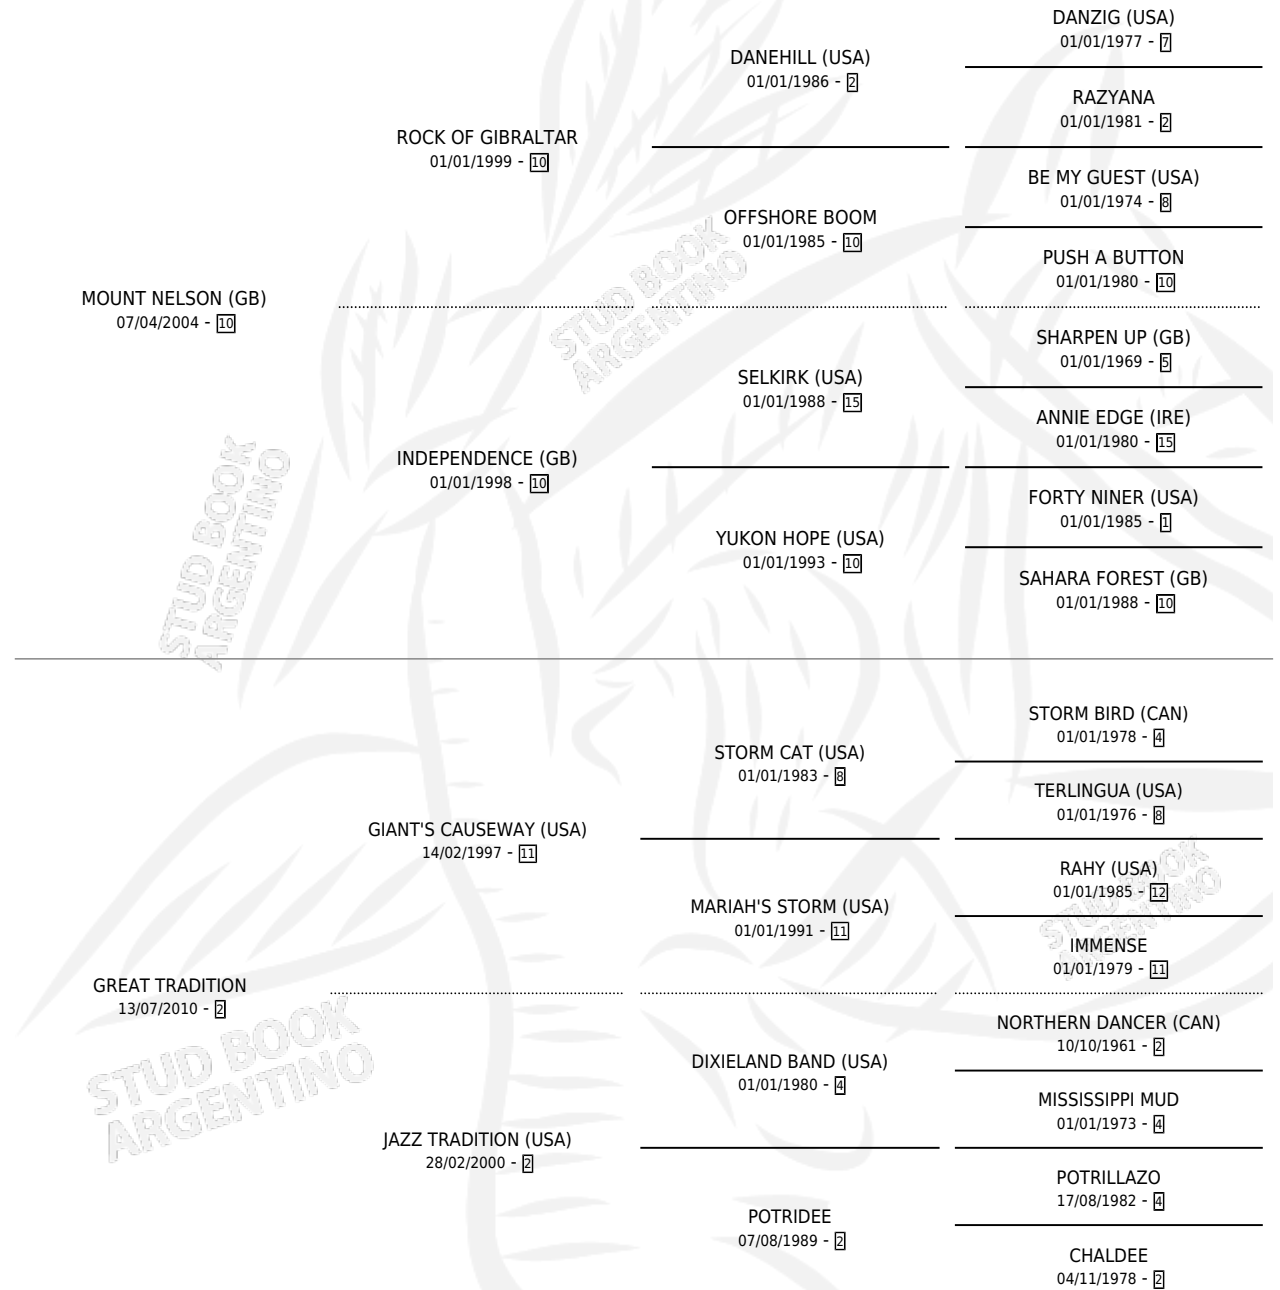 DANZIG (USA)
01/01/1977 - 7
DANEHILL (USA)
01/01/1986 - 2
RAZYANA
01/01/1981 - 2
ROCK OF GIBRALTAR
01/01/1999 - 10
BE MY GUEST (USA)
01/01/1974 - 8
OFFSHORE BOOM
01/01/1985 - 10
PUSH A BUTTON
01/01/1980 - 10
MOUNT NELSON (GB)
07/04/2004 - 10
STUD BOOK
ARGENTINO
SHARPEN UP (GB)
01/01/1969 - 5
SELKIRK (USA)
01/01/1988 - 15
ANNIE EDGE (IRE)
01/01/1980 - 15
INDEPENDENCE (GB)
01/01/1998 - 10
FORTY NINER (USA)
01/01/1985 - 1
YUKON HOPE (USA)
01/01/1993 - 10
SAHARA FOREST (GB)
01/01/1988 - 10
STUD BOOK
ARGENTINO
STORM BIRD (CAN)
01/01/1978 - 4
STORM CAT (USA)
01/01/1983 - 8
TERLINGUA (USA)
01/01/1976 - 8
GIANT'S CAUSEWAY (USA)
14/02/1997 - 11
RAHY (USA)
01/01/1985 - 12
MARIAH'S STORM (USA)
01/01/1991 - 11
STUD BOOK
ARGENTINO
IMMENSE
01/01/1979 - 11
GREAT TRADITION
13/07/2010 - 2
NORTHERN DANCER (CAN)
10/10/1961 - 2
DIXIELAND BAND (USA)
01/01/1980 - 4
STUD BOOK
ARGENTINO
MISSISSIPPI MUD
01/01/1973 - 4
JAZZ TRADITION (USA)
28/02/2000 - 2
POTRILLAZO
17/08/1982 - 4
POTRIDEE
07/08/1989 - 2
CHALDEE
04/11/1978 - 2